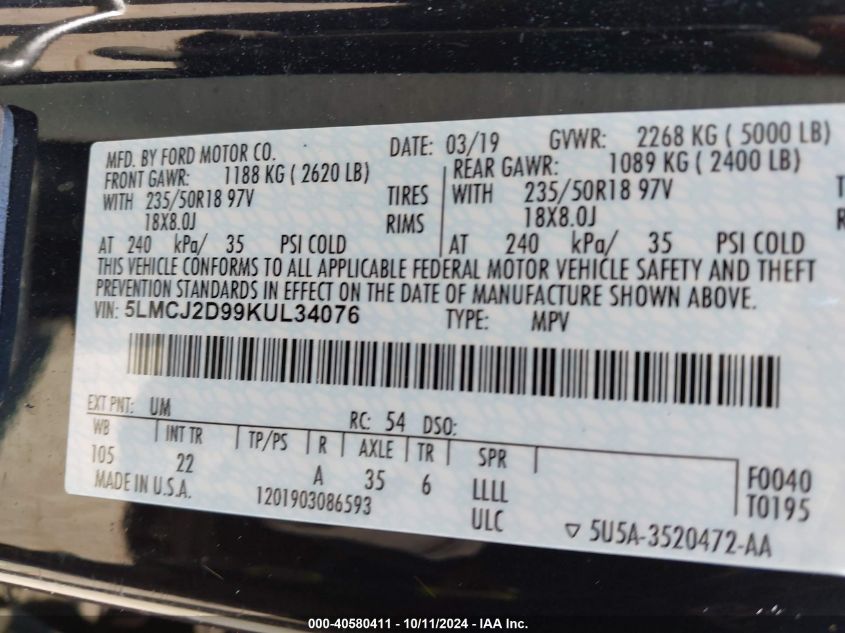 MFD. BY FORD MOTOR CO. DATE: 03/19 GVWR: 2268 KG ( 5000 LB)
FRONT GAWR: 1188 KG ( 2620 LB) REAR GAWR: 1089 KG ( 2400 LB)
WITH 235/50R18 97V TIRES WITH 235/50R18 97V T
18X8.0J RIMS 18X8.0J R
AT 240 kPa/ 35 PSI COLD AT 240 kPa/ 35 PSI COLD
THIS VEHICLE CONFORMS TO ALL APPLICABLE FEDERAL MOTOR VEHICLE SAFETY AND THEFT
PREVENTION STANDARDS IN EFFECT ON THE DATE OF MANUFACTURE SHOWN ABOVE.
VIN: 5LMCJ2D99KUL34076 TYPE: MPV
EXT PNT: UM RC: 54 DSO:
WB INT TR TP/PS R AXLE TR SPR
105 22 A 35 6 LLLL F0040
MADE IN U.S.A. 1201903086593 ULC T0195
5U5A-3520472-AA
000-40580411 - 10/11/2024 - IAA Inc.